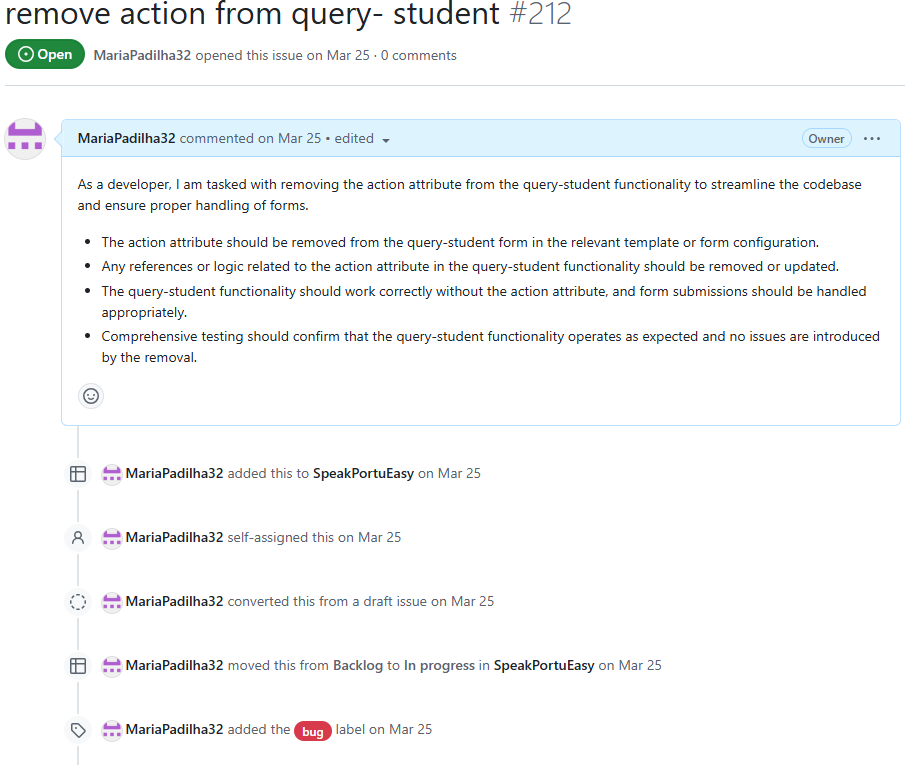 remove action from query- student #212
Open MariaPadilha32 opened this issue on Mar 25 · 0 comments
MariaPadilha32 commented on Mar 25 • edited Owner
As a developer, I am tasked with removing the action attribute from the query-student functionality to streamline the codebase
and ensure proper handling of forms.
• The action attribute should be removed from the query-student form in the relevant template or form configuration.
• Any references or logic related to the action attribute in the query-student functionality should be removed or updated.
• The query-student functionality should work correctly without the action attribute, and form submissions should be handled
appropriately.
• Comprehensive testing should confirm that the query-student functionality operates as expected and no issues are introduced
by the removal.
MariaPadilha32 added this to SpeakPortuEasy on Mar 25
MariaPadilha32 self-assigned this on Mar 25
MariaPadilha32 converted this from a draft issue on Mar 25
MariaPadilha32 moved this from Backlog to In progress in SpeakPortuEasy on Mar 25
MariaPadilha32 added the bug label on Mar 25